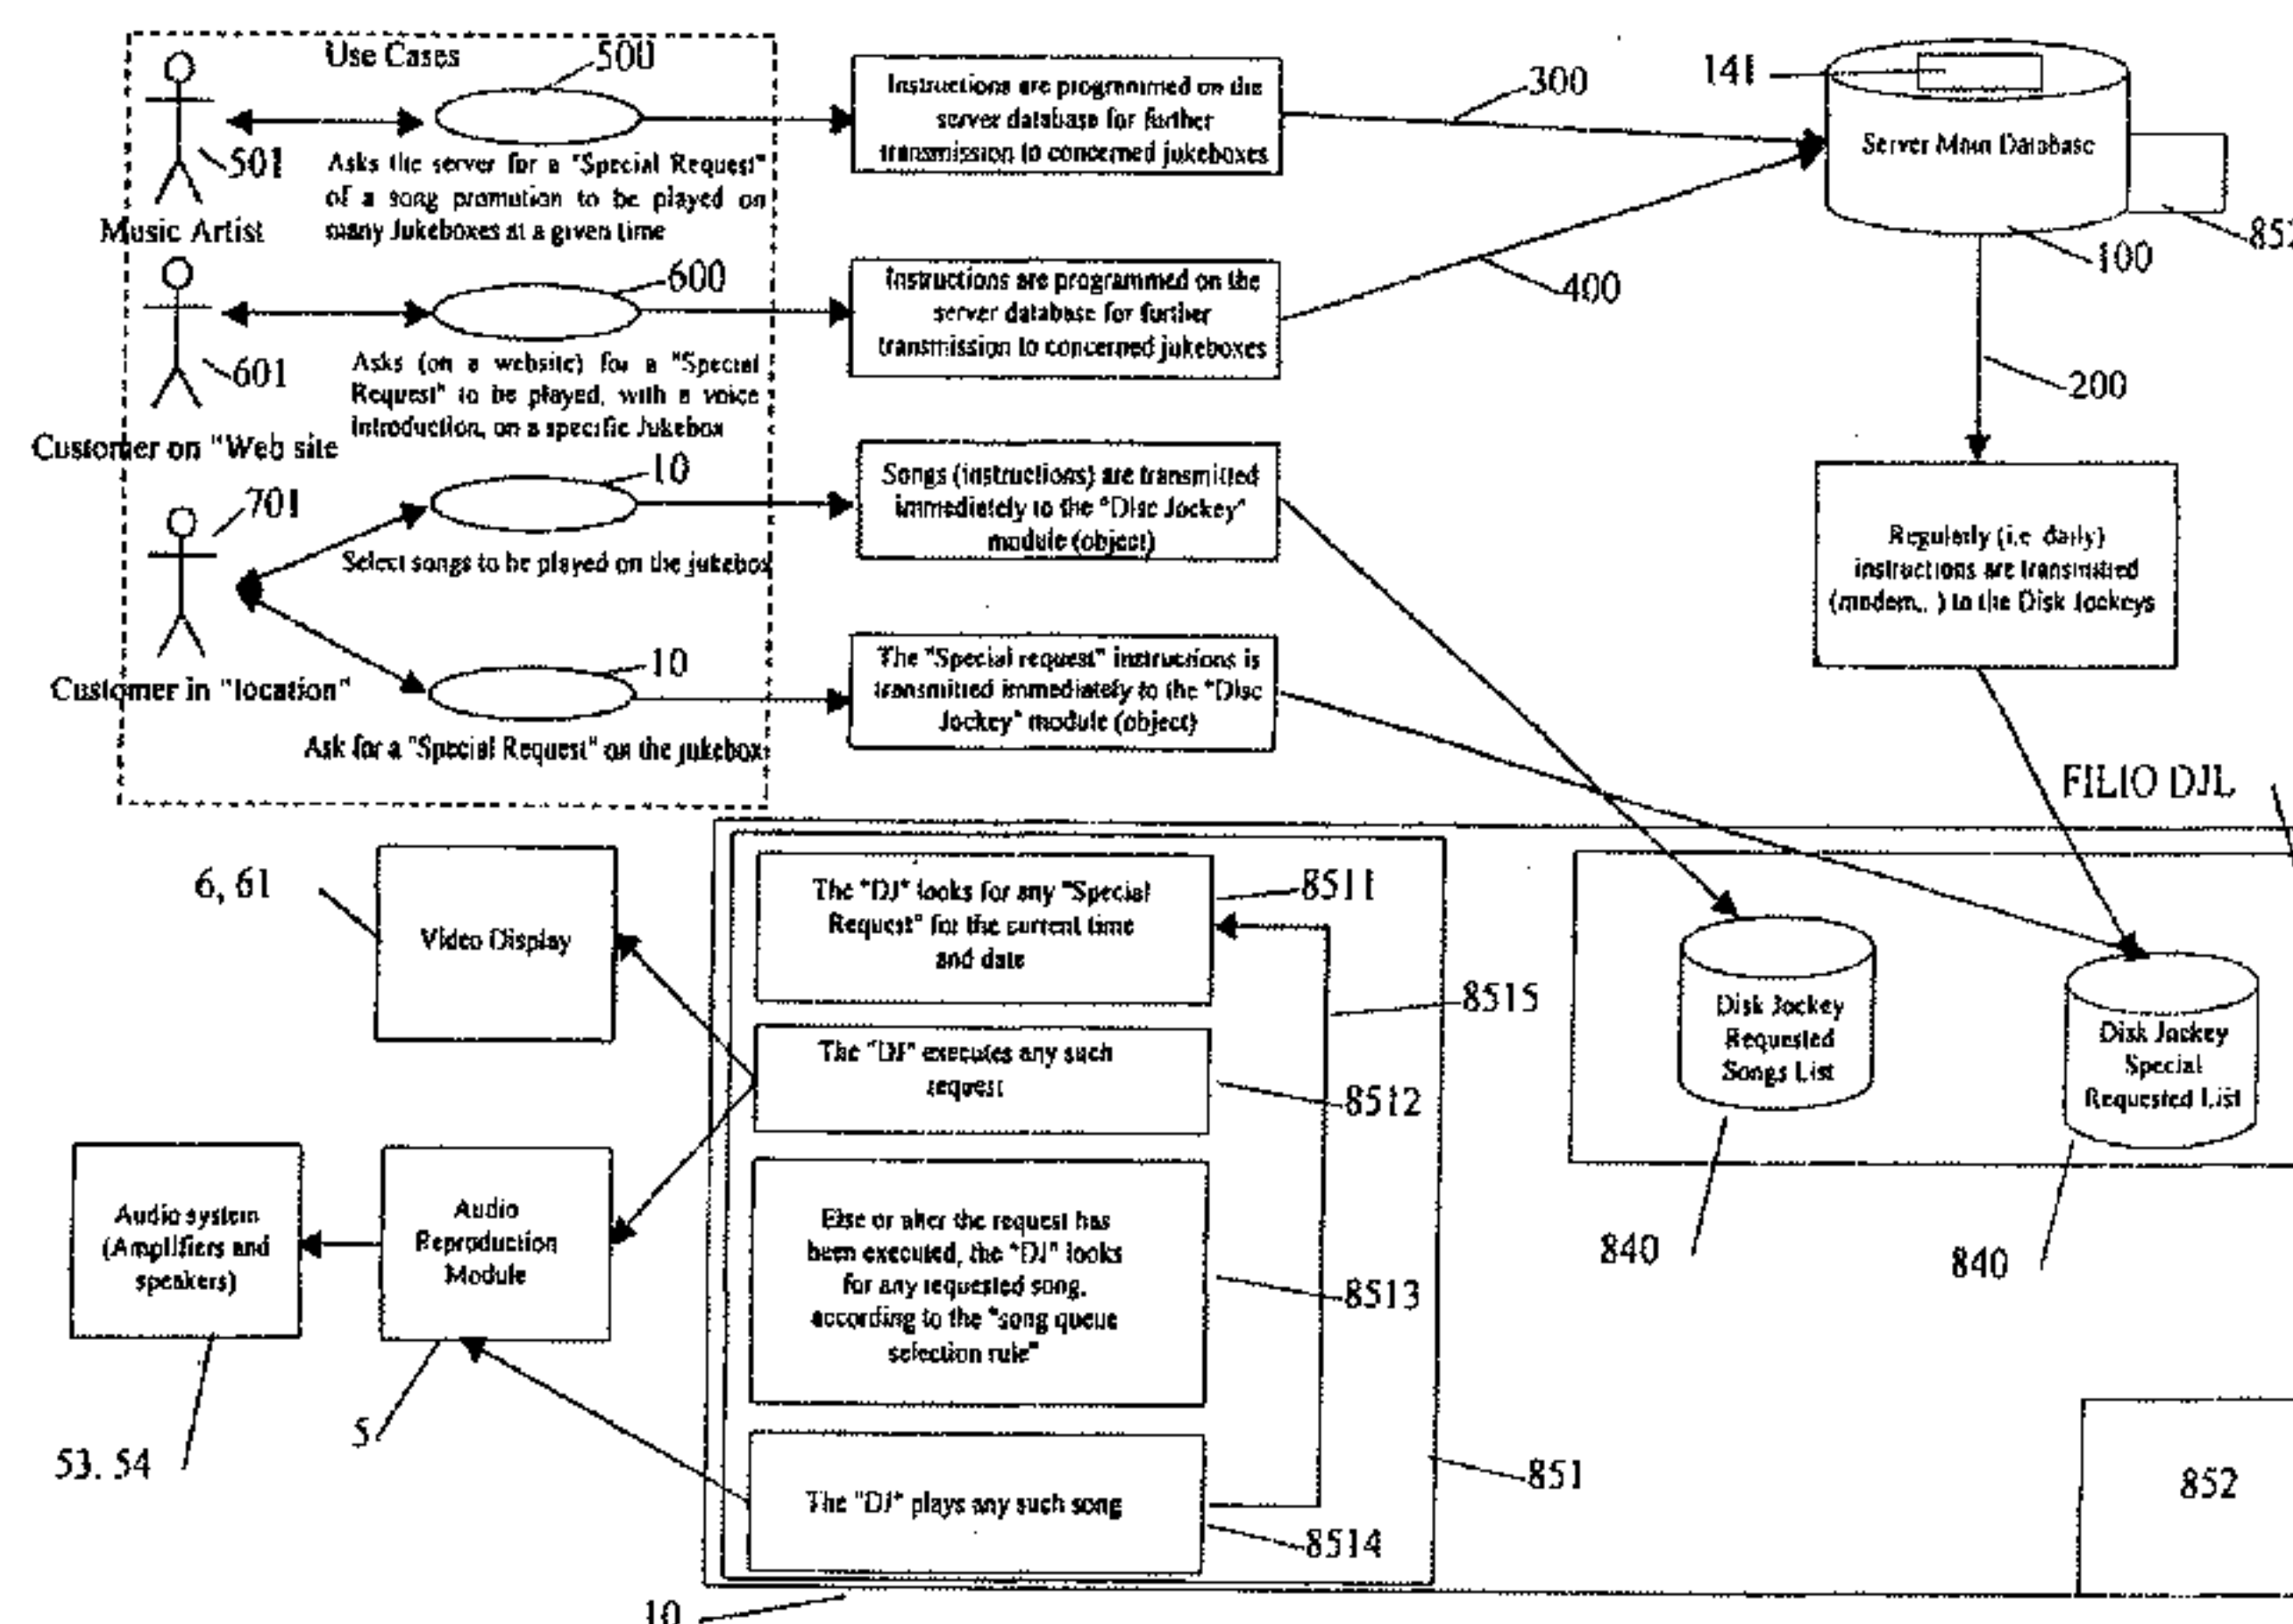 Use Cases
500
501
Music Artist
Asks the server for a "Special Request"
of a song promotion to be played on
many Jukeboxes at a given time
Instructions are programmed on the
server database for further
transmission to concerned jukeboxes
300
141
Server Main Database
852
100
600
601
Customer on "Web site
Asks (on a website) for a "Special
Request" to be played, with a voice
introduction, on a specific Jukebox
Instructions are programmed on the
server database for further
transmission to concerned jukeboxes
400
200
10
701
Select songs to be played on the jukebox
Songs (instructions) are transmitted
immediately to the "Disc Jockey"
module (object)
Regularly (i.e. daily)
instructions are transmitted
(modem.. ) to the Disk Jockeys
10
Customer in "location"
Ask for a "Special Request" on the jukebox
The "Special request" instructions is
transmitted immediately to the "Disc
Jockey" module (object)
FILIO DJL
6, 61
Video Display
The "DJ" looks for any "Special
Request" for the current time
and date
8511
8515
The "DJ" executes any such
request
8512
Disk Jockey
Requested
Songs List
Disk Jockey
Special
Requested List
840
840
Audio system
(Amplifiers and
speakers)
Audio
Reproduction
Module
Else or after the request has
been executed, the "DJ" looks
for any requested song,
according to the "song queue
selection rule"
8513
5
53, 54
The "DJ" plays any such song
8514
851
852
10